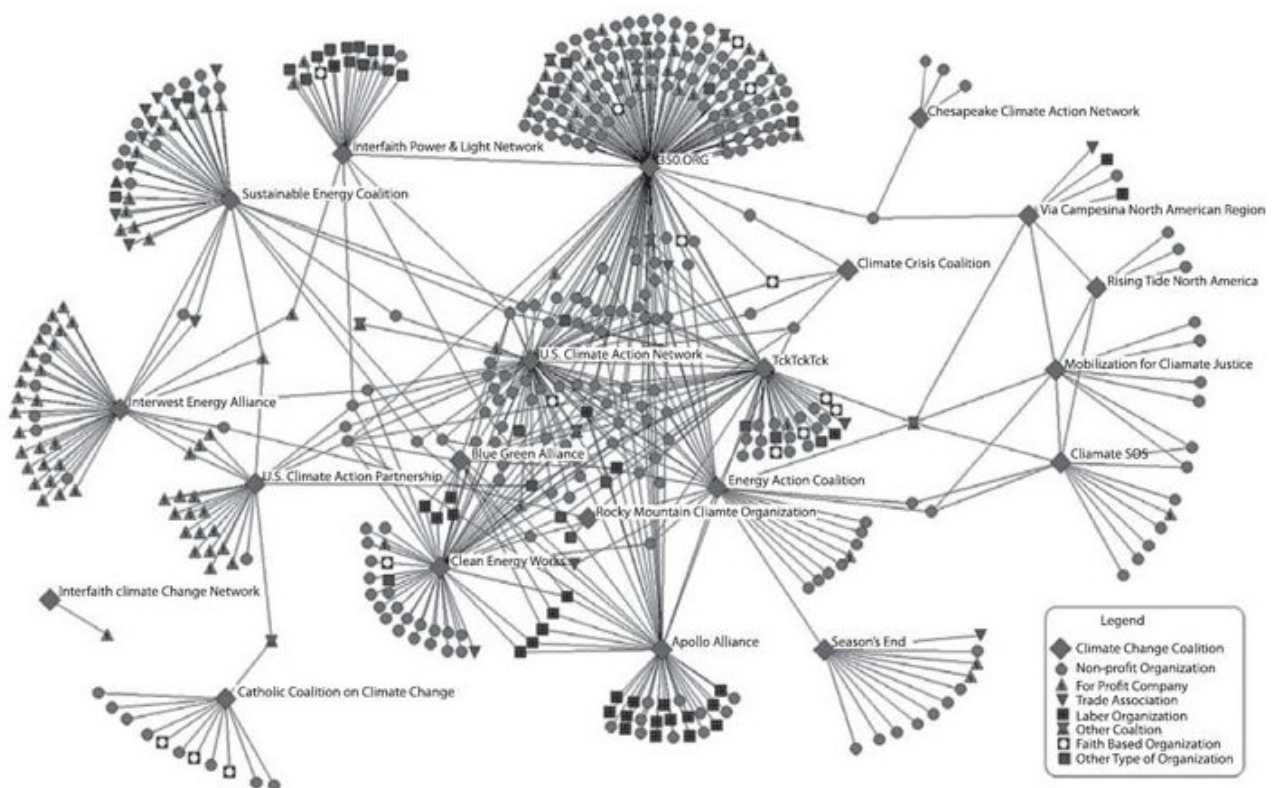 Chesapeake Climate Action Network
Interfaith Power & Light Network
350.ORG
Sustainable Energy Coalition
Via Campesina North American Region
Climate Crisis Coalition
Rising Tide North America
U.S. Climate Action Network
TckTckTck
Mobilization for Cliamate Justice
Interwest Energy Alliance
Blue Green Alliance
Cliamate SOS
U.S. Climate Action Partnership
Energy Action Coalition
Rocky Mountain Cliamte Organization
Clean Energy Works
Interfaith climate Change Network
Apollo Alliance
Season's End
Catholic Coalition on Climate Change
Legend
Climate Change Coalition
Non-profit Organization
For Profit Company
Trade Association
Laber Organization
Other Coaltion
Faith Based Organization
Other Type of Organization